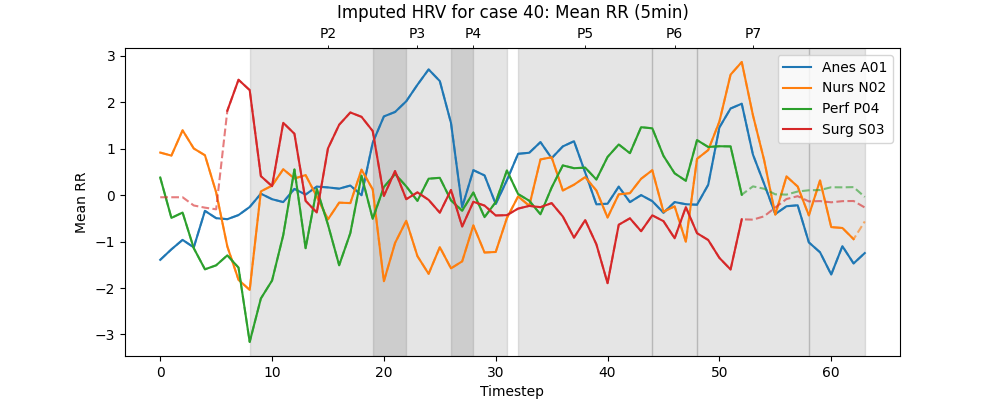 Imputed HRV for case 40: Mean RR (5min)
P2 P3 P4 P5 P6 P7
Anes A01
Nurs N02
Perf P04
Surg S03
Mean RR
3
2
1
0
−1
−2
−3
0 10 20 30 40 50 60
Timestep